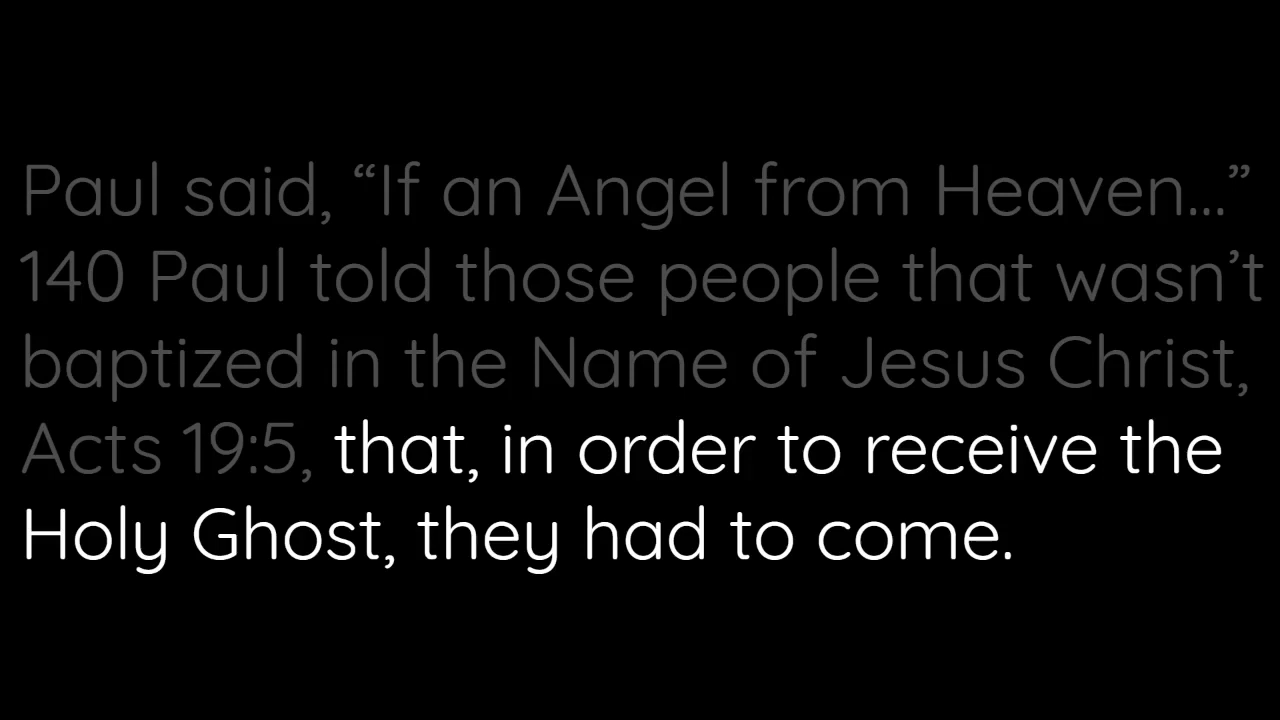 Paul said, “If an Angel from Heaven...”
140 Paul told those people that wasn’t
baptized in the Name of Jesus Christ,
Acts 19:5, that, in order to receive the
Holy Ghost, they had to come.